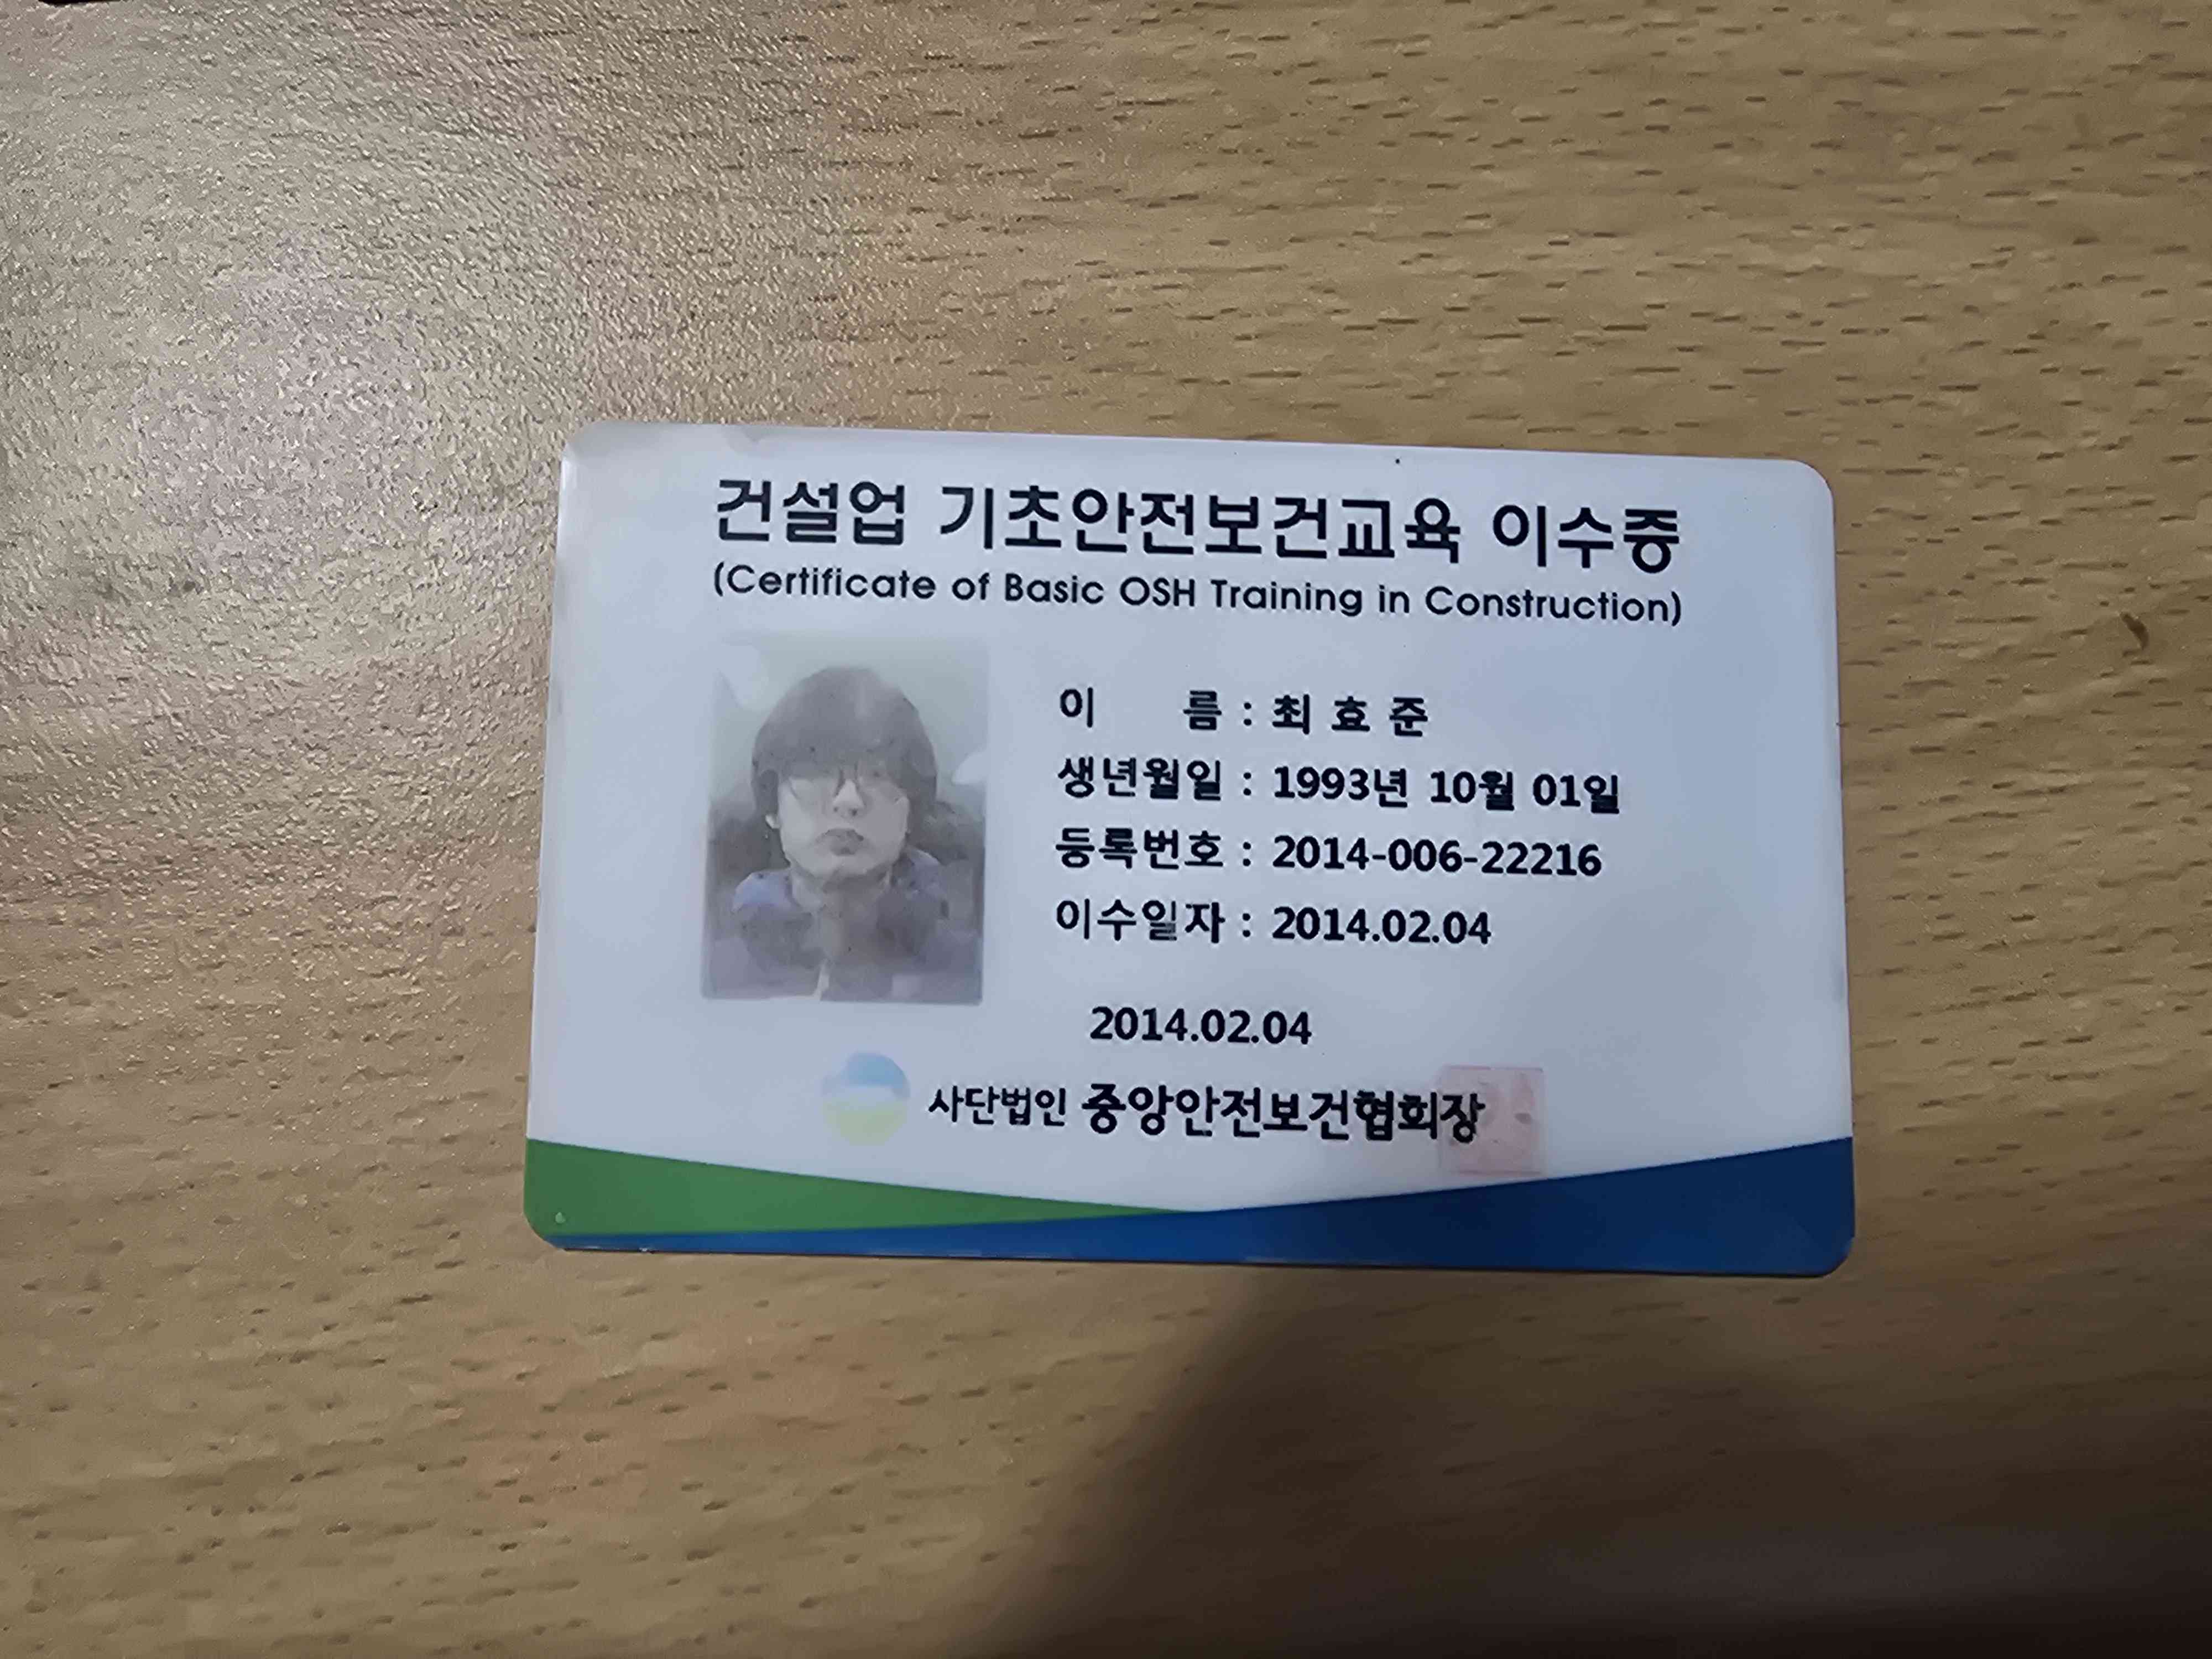 건설업 기초안전보건교육 이수증
(Certificate of Basic OSH Training in Construction)
이 름 : 최 효 준
생년월일 : 1993년 10월 01일
등록번호 : 2014-006-22216
이수일자 : 2014.02.04
2014.02.04
사단법인 중앙안전보건협회장